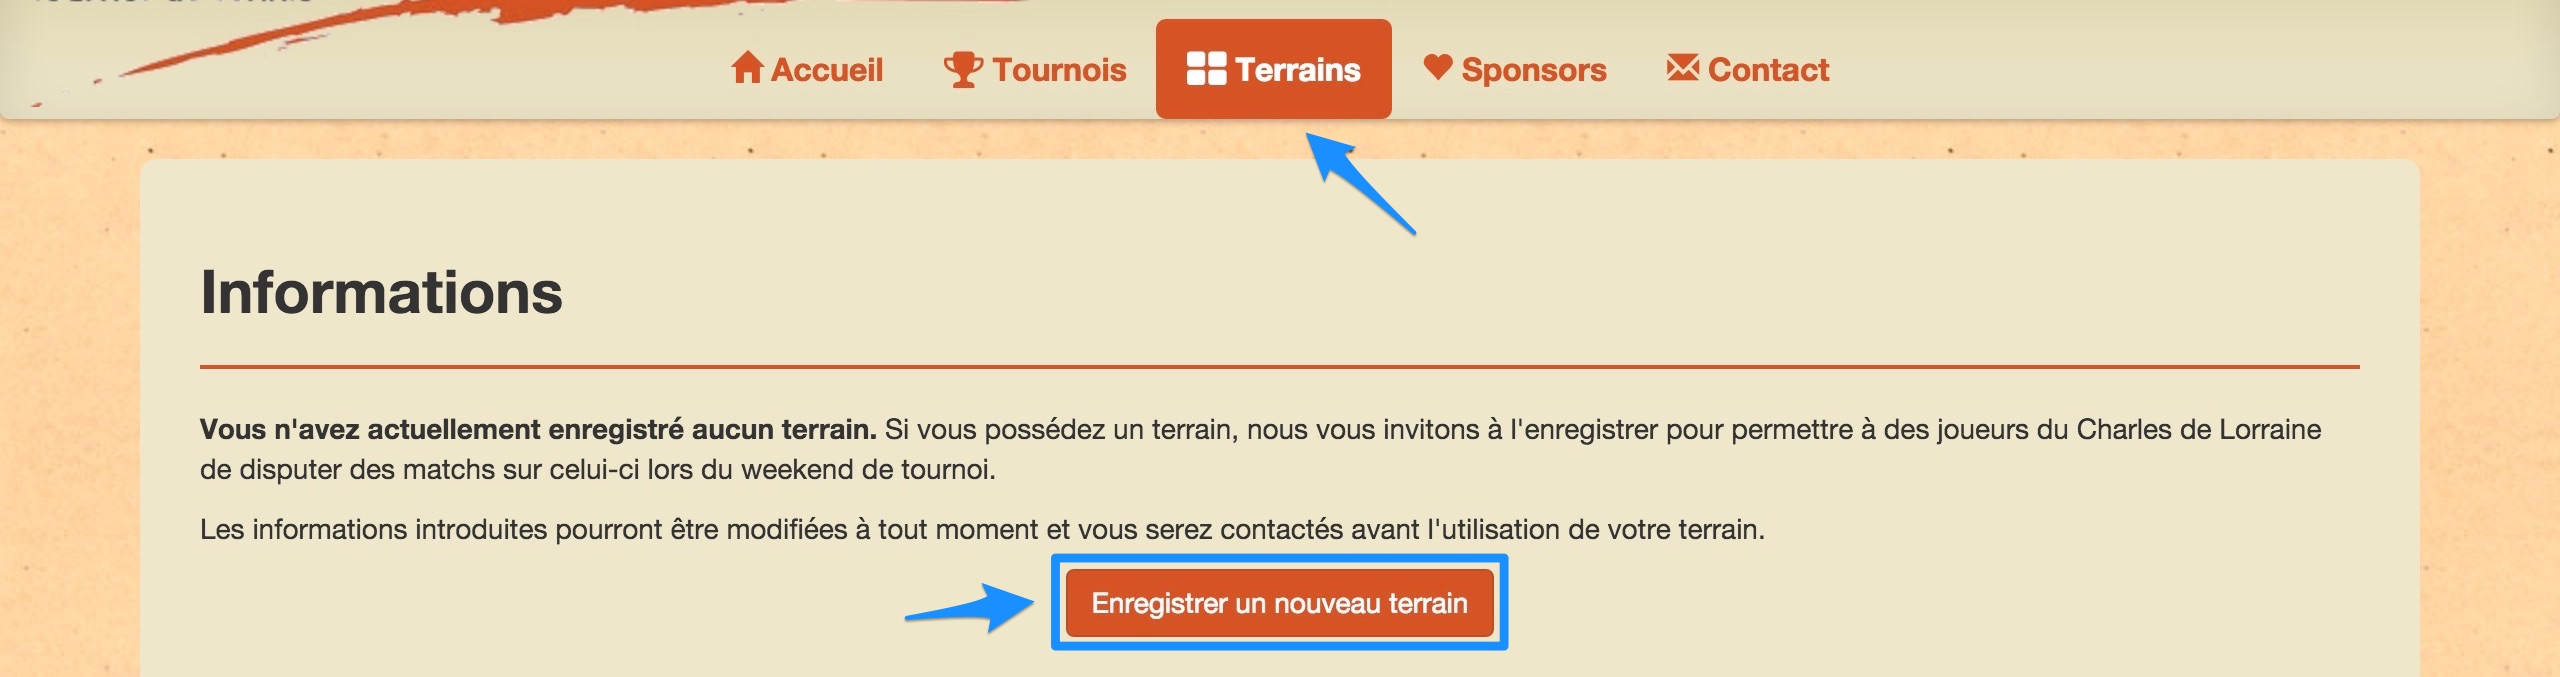 Accueil Tournois Terrains Sponsors Contact
Informations
Vous n'avez actuellement enregistré aucun terrain. Si vous possédez un terrain, nous vous invitons à l'enregistrer pour permettre à des joueurs du Charles de Lorraine
de disputer des matchs sur celui-ci lors du weekend de tournoi.
Les informations introduites pourront être modifiées à tout moment et vous serez contactés avant l'utilisation de votre terrain.
Enregistrer un nouveau terrain